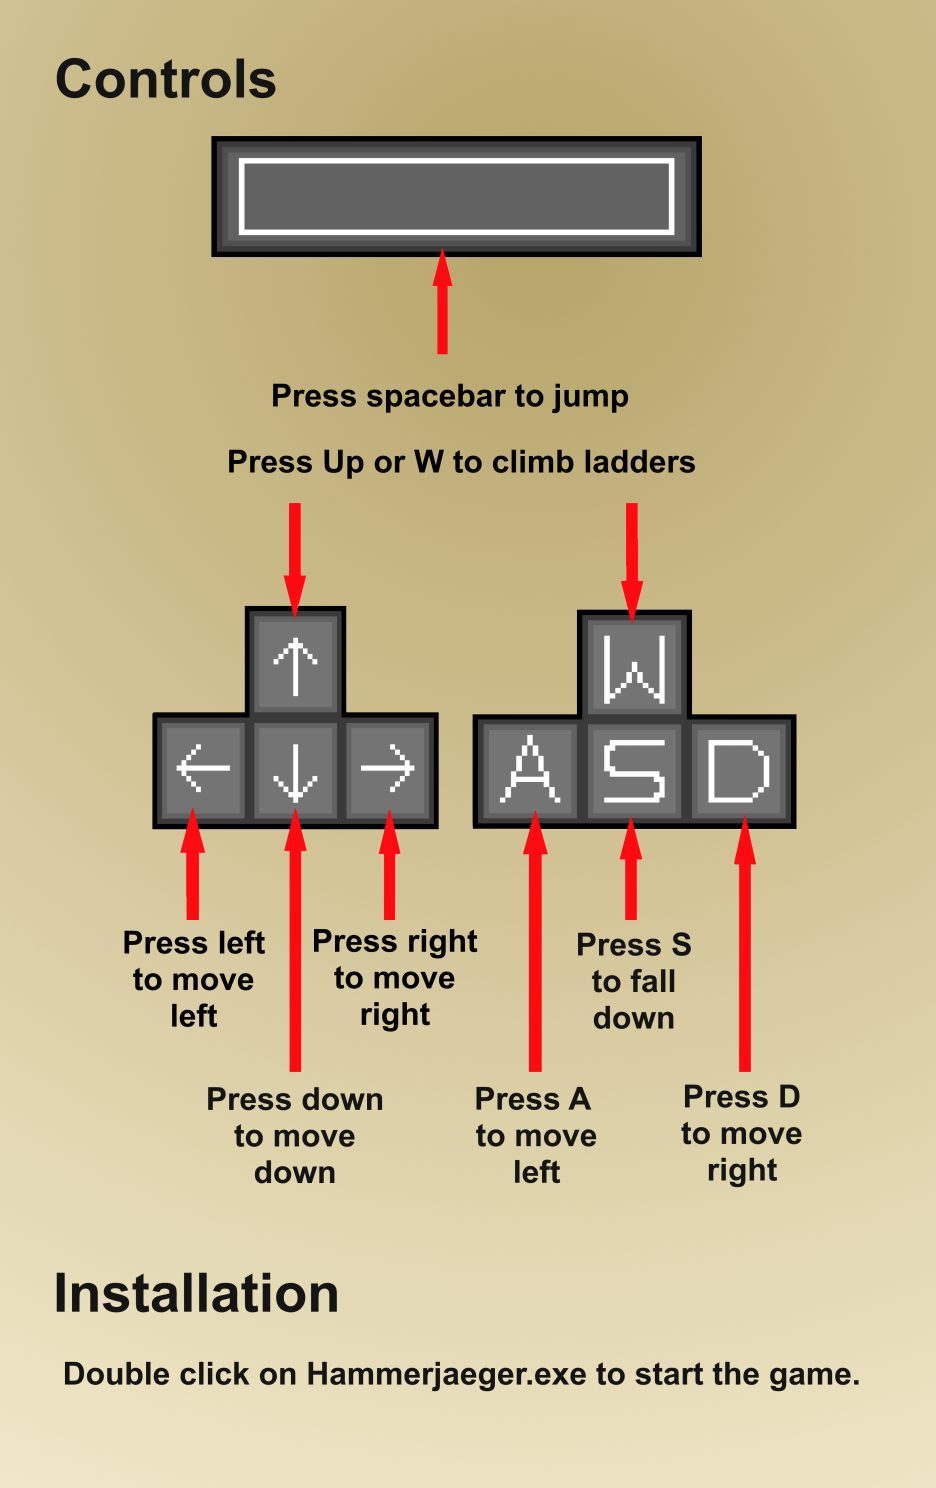 Controls
Press spacebar to jump
Press Up or W to climb ladders
W
A S D
Press left
to move
left
Press right
to move
right
Press S
to fall
down
Press down
to move
down
Press A
to move
left
Press D
to move
right
Installation
Double click on Hammerjaeger.exe to start the game.